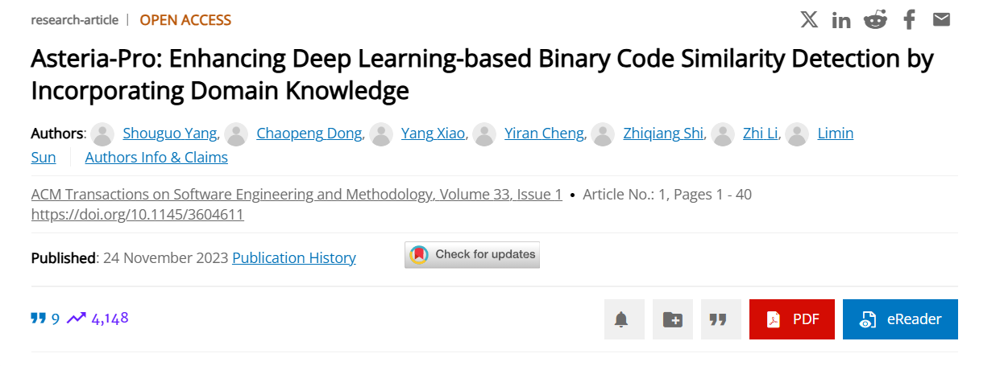 research-article | OPEN ACCESS
Asteria-Pro: Enhancing Deep Learning-based Binary Code Similarity Detection by
Incorporating Domain Knowledge
Authors: Shouguo Yang, Chaopeng Dong, Yang Xiao, Yiran Cheng, Zhiqiang Shi, Zhi Li, Limin
Sun | Authors Info & Claims
ACM Transactions on Software Engineering and Methodology, Volume 33, Issue 1 • Article No.: 1, Pages 1 - 40
https://doi.org/10.1145/3604611
Published: 24 November 2023 Publication History Check for updates
9 4,148 PDF eReader